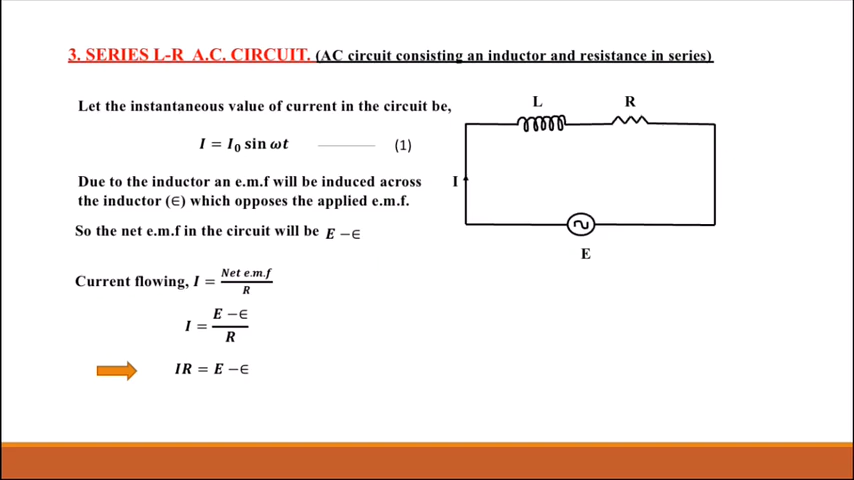 3. SERIES L-R A.C. CIRCUIT. (AC circuit consisting an inductor and resistance in series)
Let the instantaneous value of current in the circuit be,
I = I₀ sin ωt (1)
Due to the inductor an e.m.f will be induced across
the inductor (∈) which opposes the applied e.m.f.
So the net e.m.f in the circuit will be E −∈
Current flowing, I = Net e.m.f / R
I = E −∈ / R
IR = E −∈
L
R
I
E